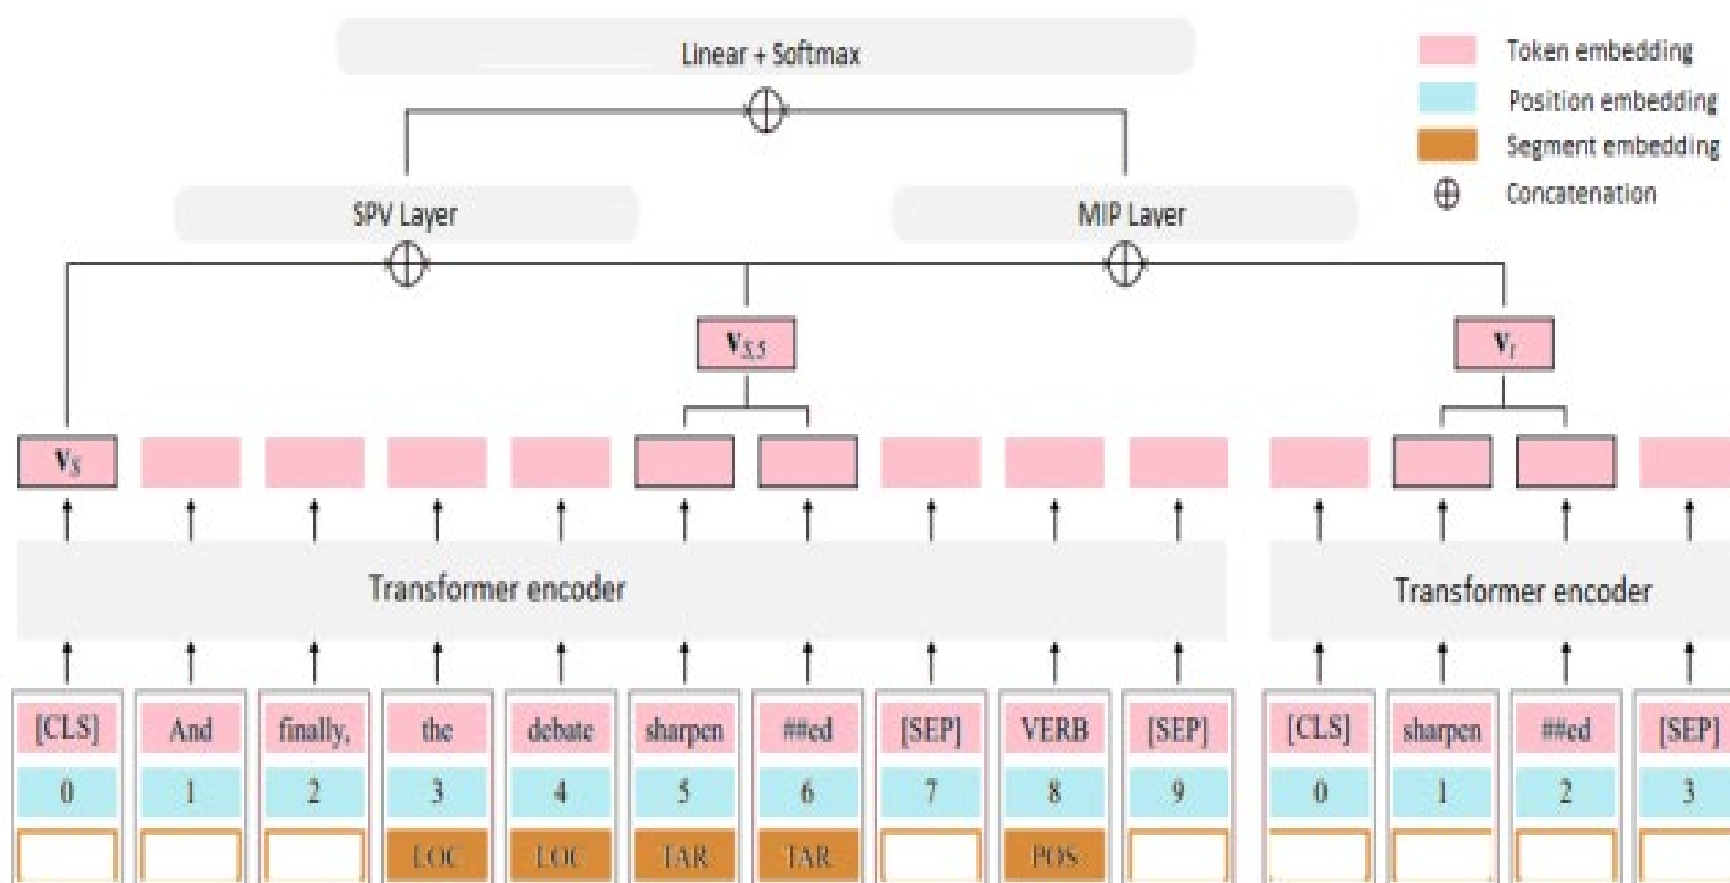 Linear + Softmax
Token embedding
Position embedding
Segment embedding
Concatenation
SPV Layer
MIP Layer
v_{S,5}
v_t
v_S
Transformer encoder
Transformer encoder
[CLS] And finally, the debate sharpen ##ed [SEP] VERB [SEP] [CLS] sharpen ##ed [SEP]
0 1 2 3 4 5 6 7 8 9 0 1 2 3
LOC LOC TAR TAR POS